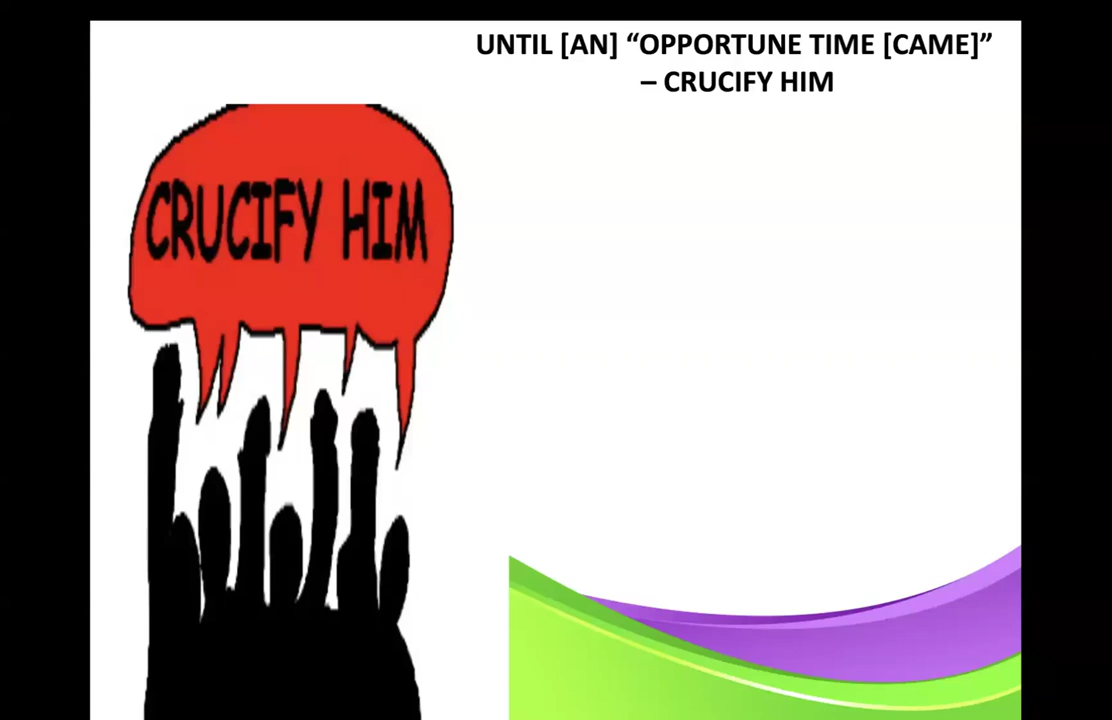 UNTIL [AN] “OPPORTUNE TIME [CAME]”
– CRUCIFY HIM
CRUCIFY HIM